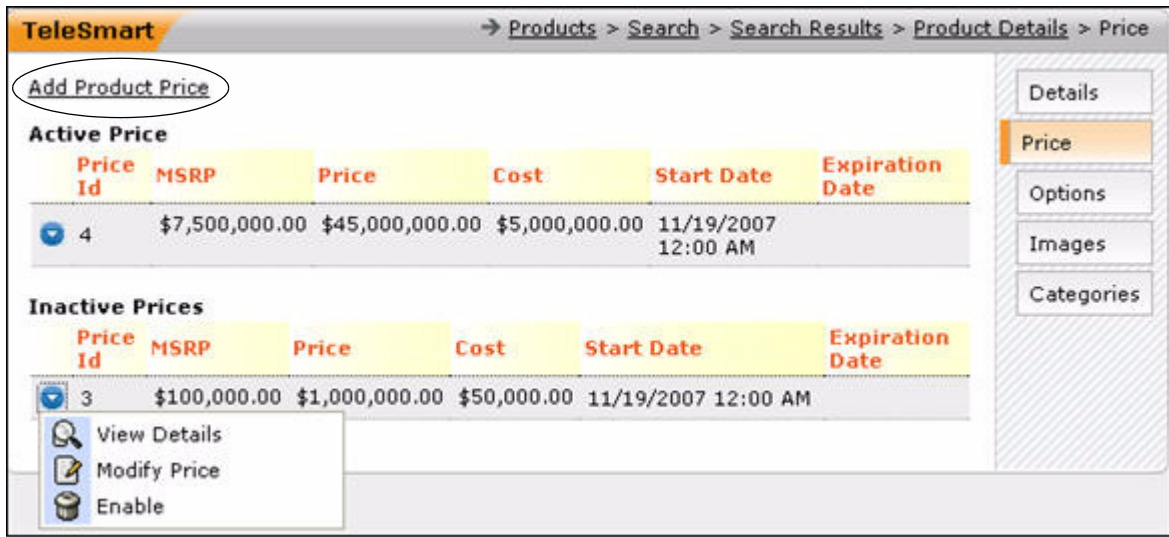 TeleSmart
Products > Search > Search Results > Product Details > Price
Add Product Price
Active Price
Price Id MSRP Price Cost Start Date Expiration Date
4 $7,500,000.00 $45,000,000.00 $5,000,000.00 11/19/2007 12:00 AM
Inactive Prices
Price Id MSRP Price Cost Start Date Expiration Date
3 $100,000.00 $1,000,000.00 $50,000.00 11/19/2007 12:00 AM
View Details
Modify Price
Enable
Details
Price
Options
Images
Categories